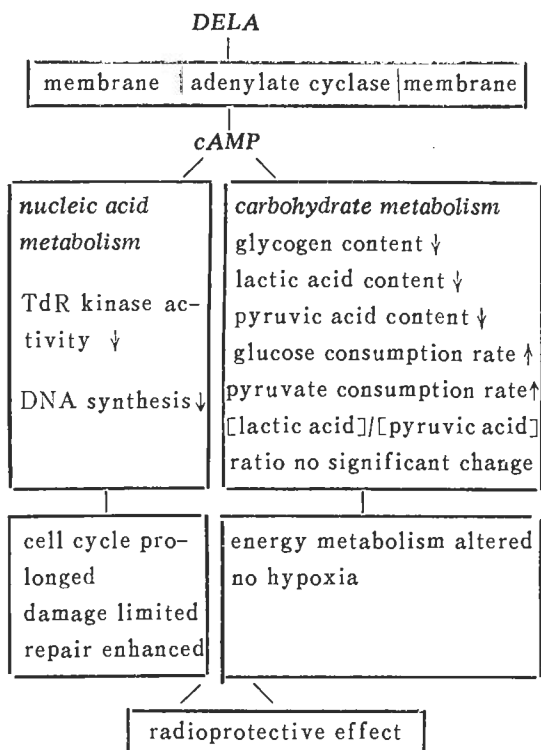 DELA
membrane adenylate cyclase membrane
cAMP
nucleic acid
metabolism
TdR kinase ac-
tivity ↓
DNA synthesis ↓
carbohydrate metabolism
glycogen content ↓
lactic acid content ↓
pyruvic acid content ↓
glucose consumption rate ↑
pyruvate consumption rate ↑
[lactic acid]/[pyruvic acid]
ratio no significant change
cell cycle pro-
longed
damage limited
repair enhanced
energy metabolism altered
no hypoxia
radioprotective effect